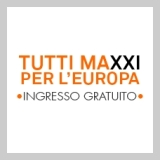 TUTTI MAXXI
PER L'EUROPA
•INGRESSO GRATUITO•